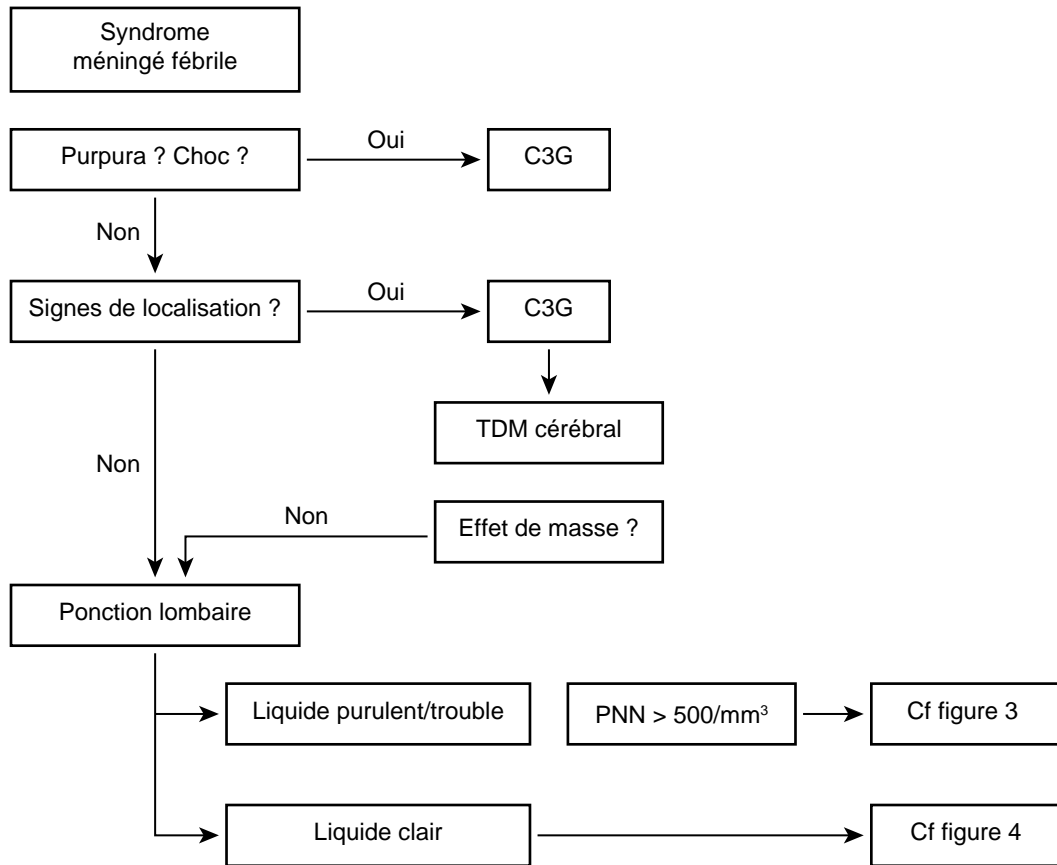 Syndrome
méningé fébrile
Purpura ? Choc ?
Oui
C3G
Non
Signes de localisation ?
Oui
C3G
TDM cérébral
Non
Non
Effet de masse ?
Ponction lombaire
Liquide purulent/trouble
PNN > 500/mm³
Cf figure 3
Liquide clair
Cf figure 4